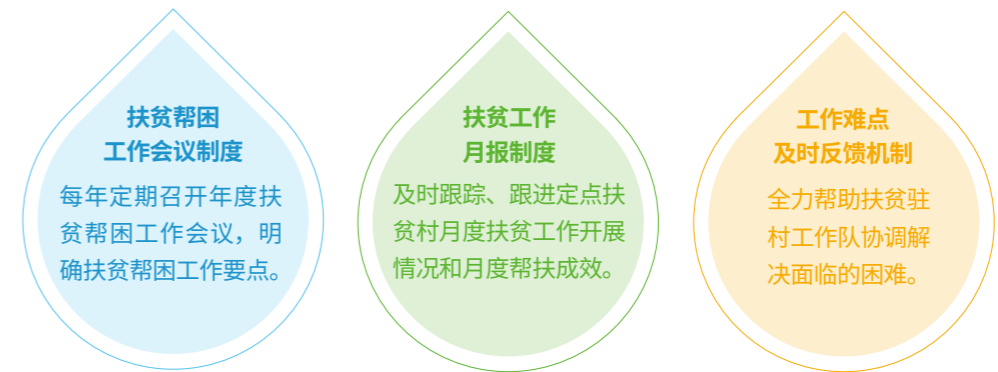 扶贫帮困
工作会议制度
每年定期召开年度扶
贫帮困工作会议，明
确扶贫帮困工作要点。
扶贫工作
月报制度
及时跟踪、跟进定点扶
贫村月度扶贫工作开展
情况和月度帮扶成效。
工作难点
及时反馈机制
全力帮助扶贫驻
村工作队协调解
决面临的困难。